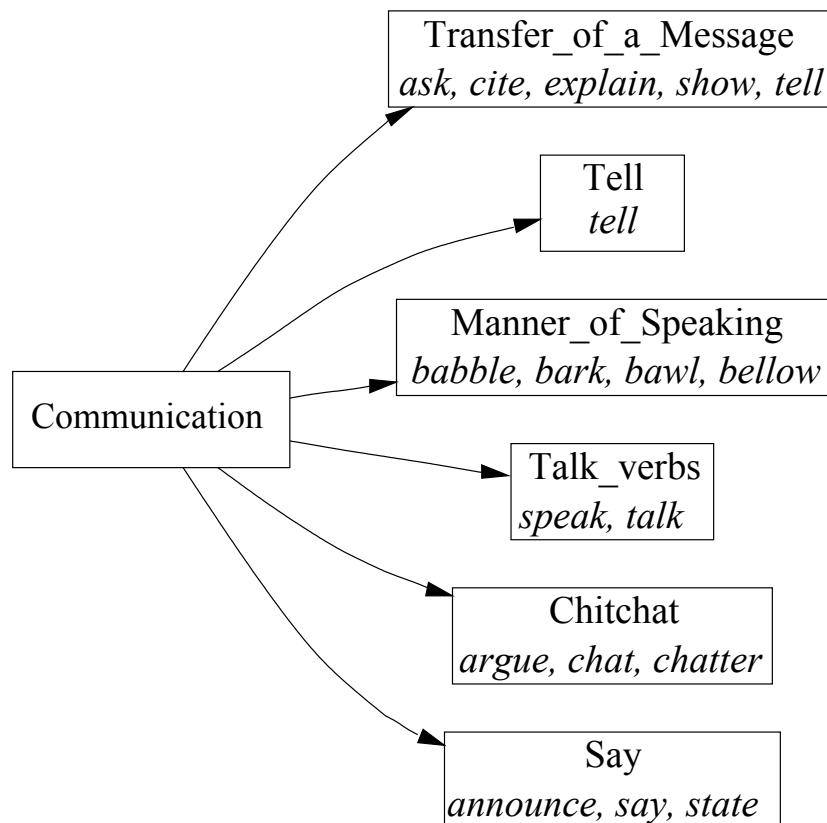 Transfer_of_a_Message
ask, cite, explain, show, tell
Tell
tell
Manner_of_Speaking
babble, bark, bawl, bellow
Communication
Talk_verbs
speak, talk
Chitchat
argue, chat, chatter
Say
announce, say, state